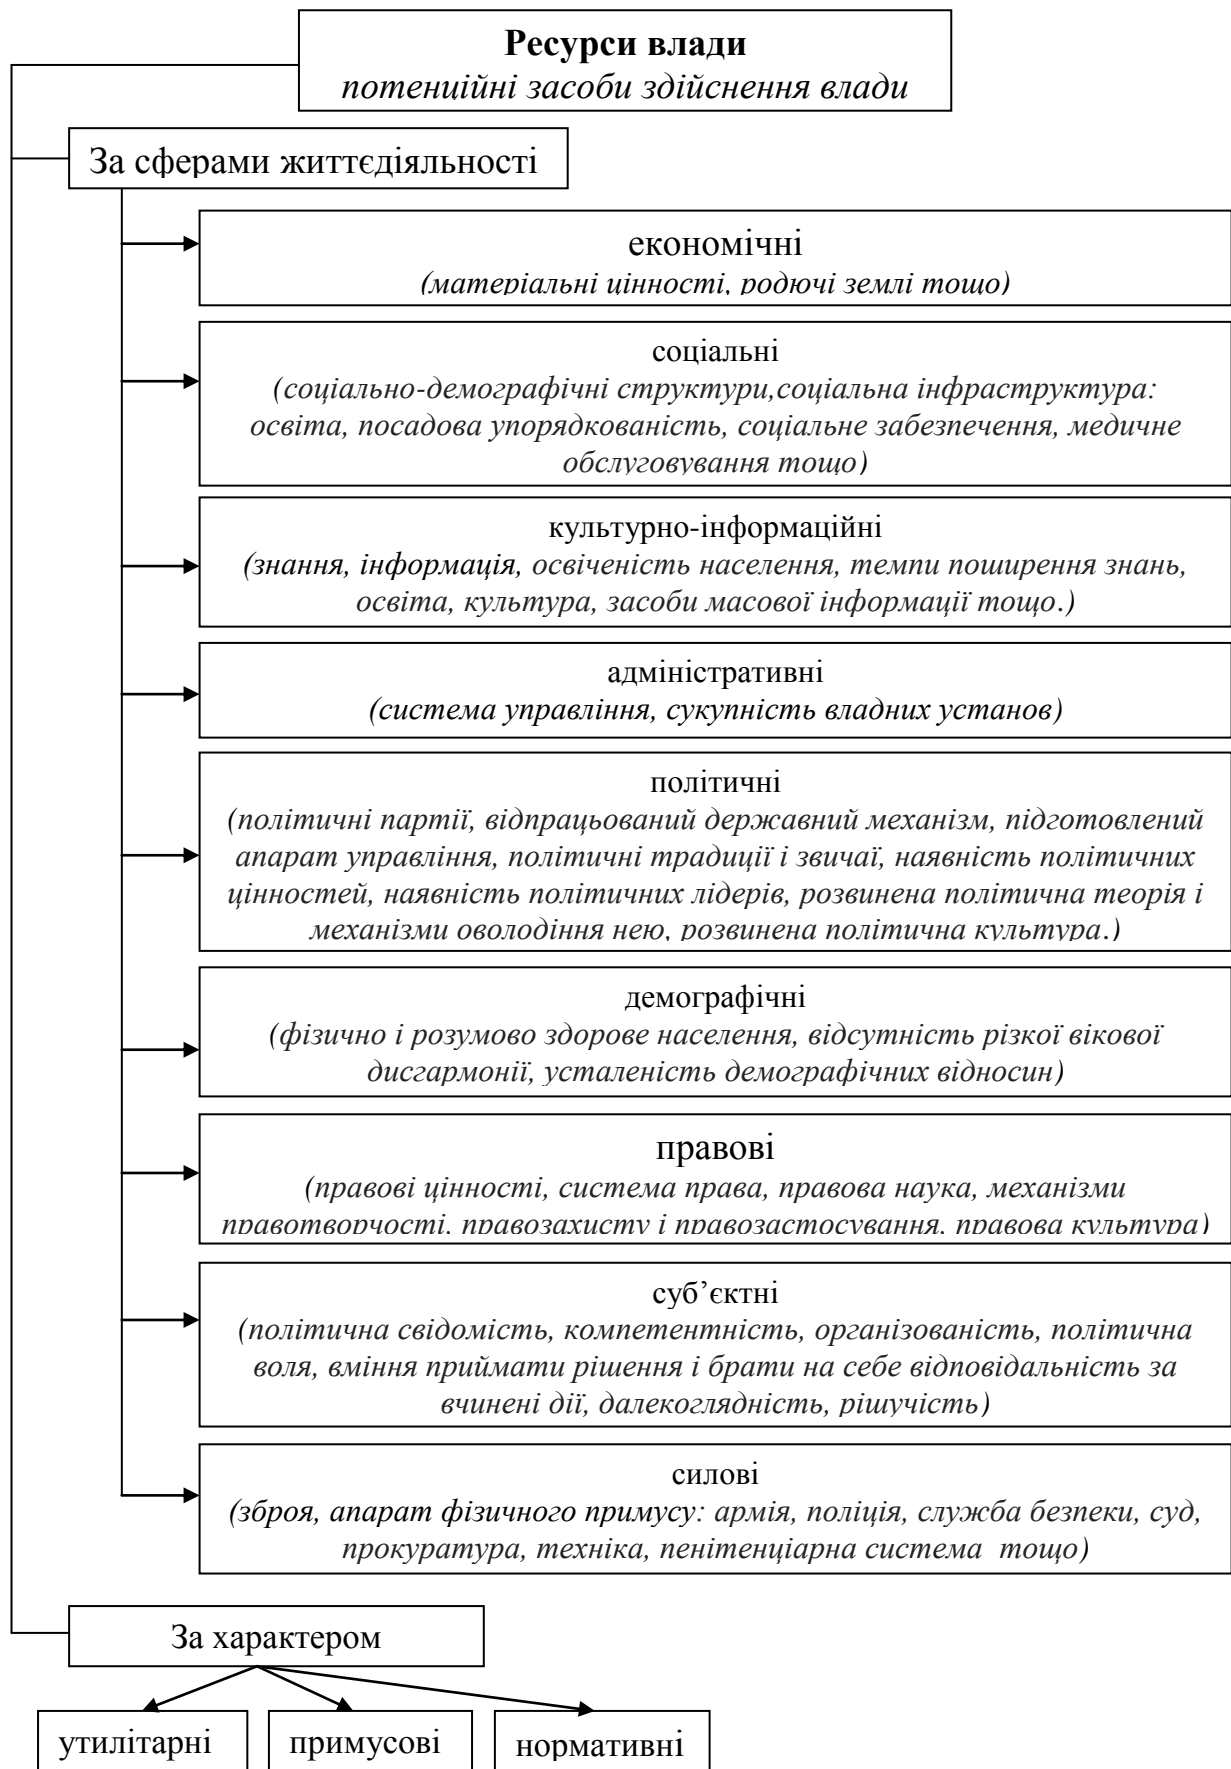 Ресурси влади
потенційні засоби здійснення влади
За сферами життєдіяльності
економічні
(матеріальні цінності, родючі землі тощо)
соціальні
(соціально-демографічні структури,соціальна інфраструктура:
освіта, посадова упорядкованість, соціальне забезпечення, медичне
обслуговування тощо)
культурно-інформаційні
(знання, інформація, освіченість населення, темпи поширення знань,
освіта, культура, засоби масової інформації тощо.)
адміністративні
(система управління, сукупність владних установ)
політичні
(політичні партії, відпрацьований державний механізм, підготовлений
апарат управління, політичні традиції і звичаї, наявність політичних
цінностей, наявність політичних лідерів, розвинена політична теорія і
механізми оволодіння нею, розвинена політична культура.)
демографічні
(фізично і розумово здорове населення, відсутність різкої вікової
дисгармонії, усталеність демографічних відносин)
правові
(правові цінності, система права, правова наука, механізми
правотворчості, правозахисту і правозастосування, правова культура)
суб’єктні
(політична свідомість, компетентність, організованість, політична
воля, вміння приймати рішення і брати на себе відповідальність за
вчинені дії, далекоглядність, рішучість)
силові
(зброя, апарат фізичного примусу: армія, поліція, служба безпеки, суд,
прокуратура, техніка, пенітенціарна система тощо)
За характером
утилітарні
примусові
нормативні